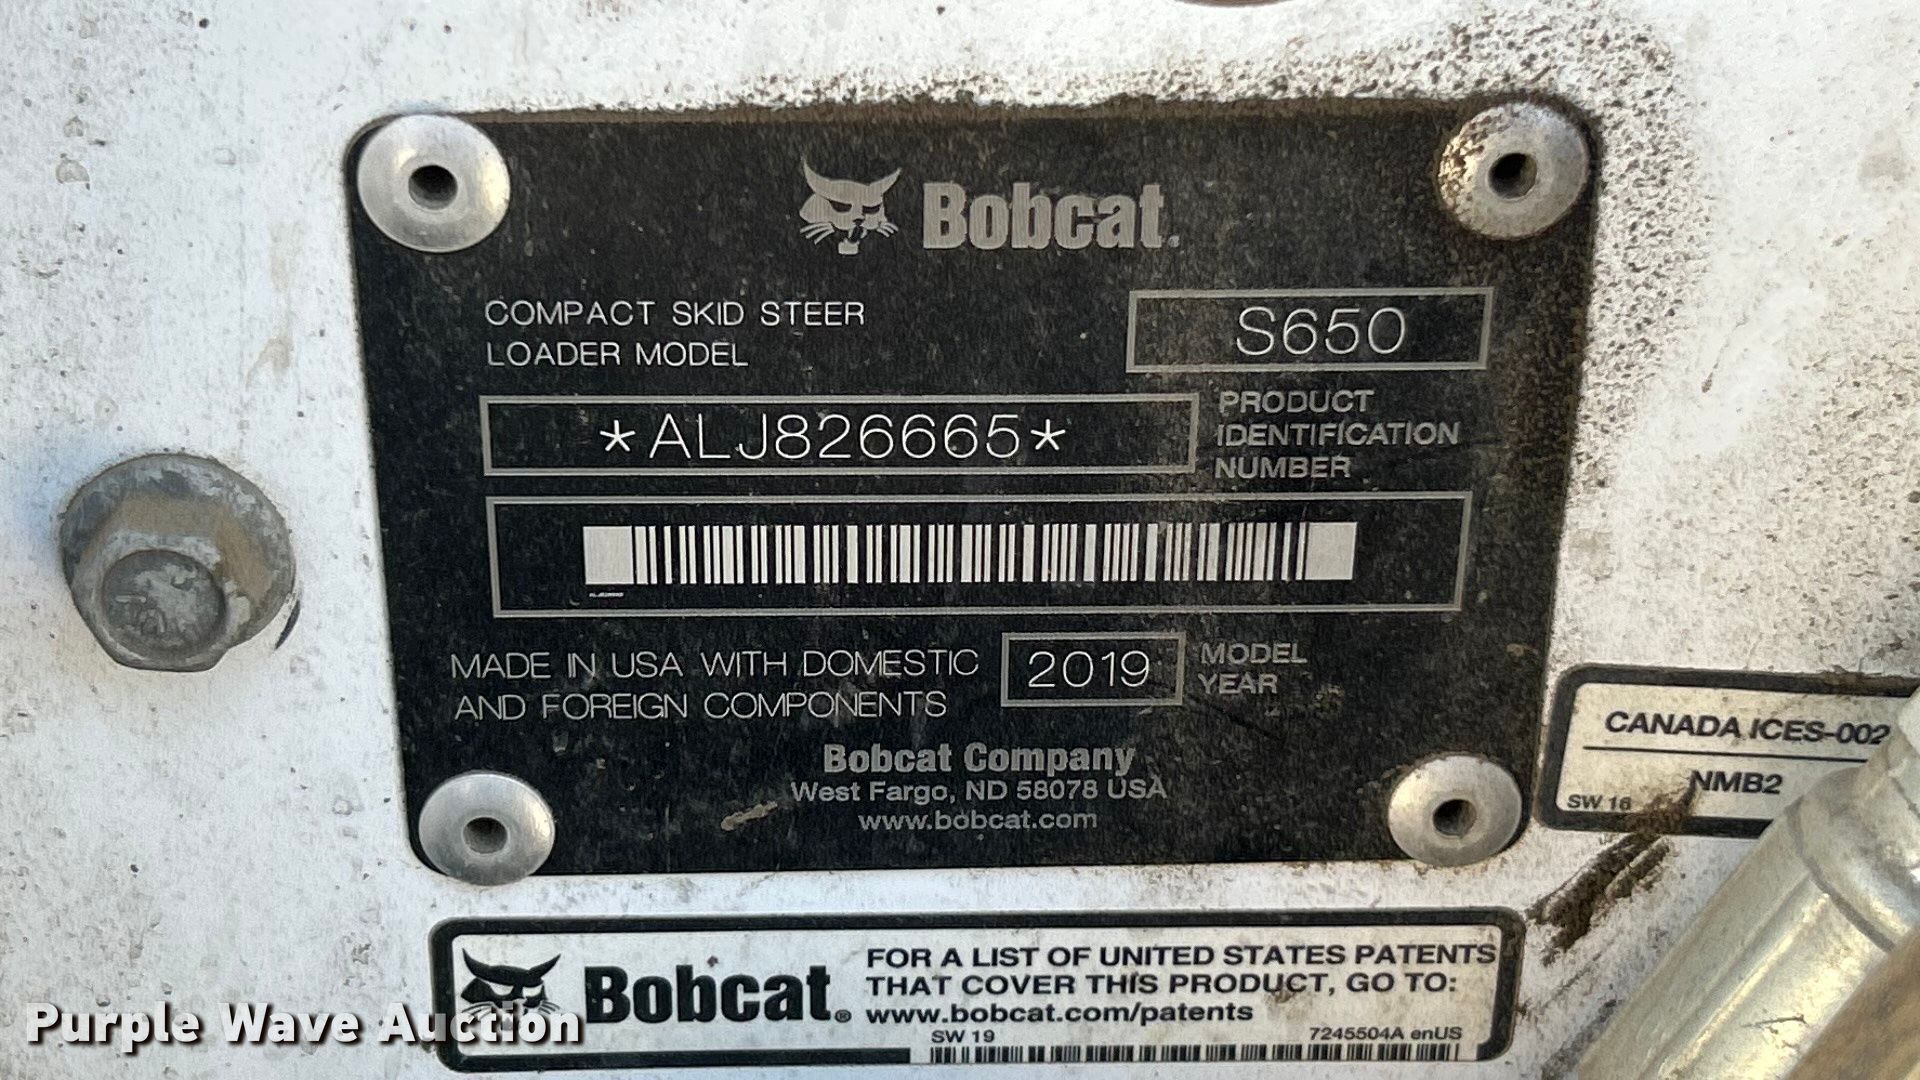 Bobcat.
COMPACT SKID STEER
LOADER MODEL
S650
*ALJ826665*
PRODUCT
IDENTIFICATION
NUMBER
MADE IN USA WITH DOMESTIC
AND FOREIGN COMPONENTS
2019
MODEL
YEAR
Bobcat Company
West Fargo, ND 58078 USA
www.bobcat.com
CANADA ICES-002
NMB2
SW 16
Bobcat®
FOR A LIST OF UNITED STATES PATENTS
THAT COVER THIS PRODUCT, GO TO:
www.bobcat.com/patents
SW 19
7245504A enUS
Purple Wave Auction